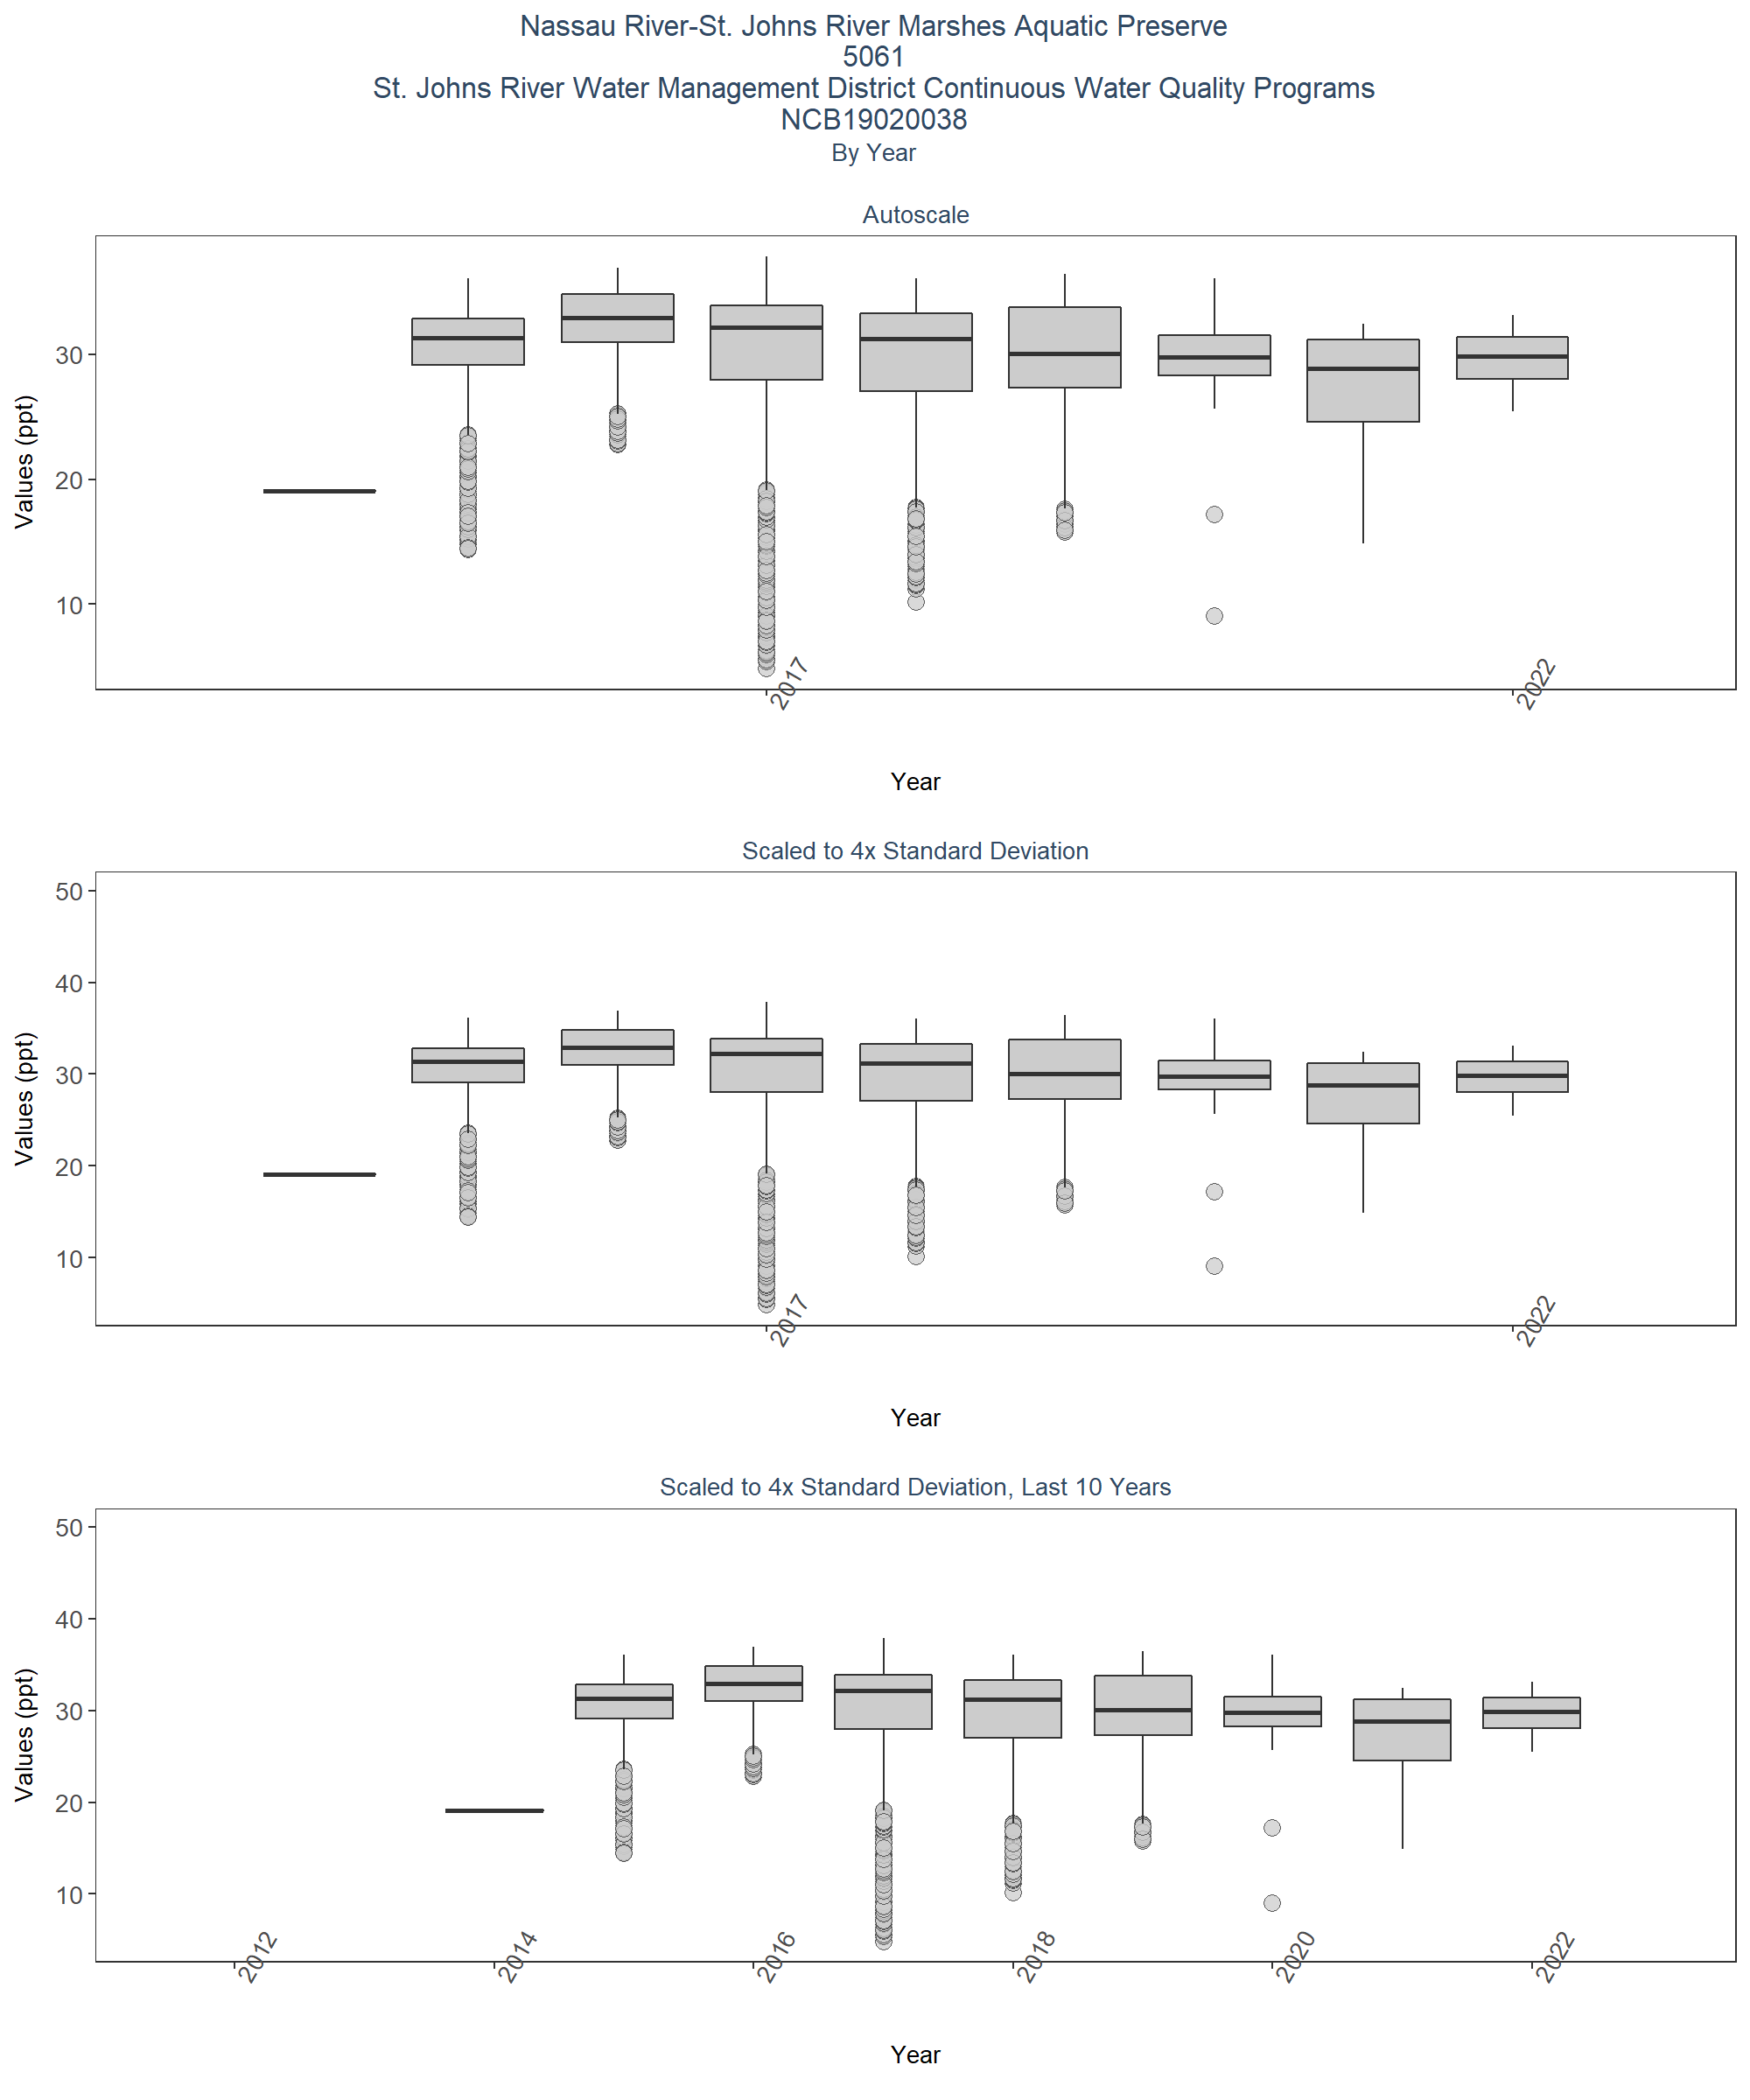 Nassau River-St. Johns River Marshes Aquatic Preserve
5061
St. Johns River Water Management District Continuous Water Quality Programs
NCB19020038
By Year
Autoscale
Values (ppt)
30
20
10
2017
2022
Year
Scaled to 4x Standard Deviation
Values (ppt)
50
40
30
20
10
2017
2022
Year
Scaled to 4x Standard Deviation, Last 10 Years
Values (ppt)
50
40
30
20
10
2012
2014
2016
2018
2020
2022
Year